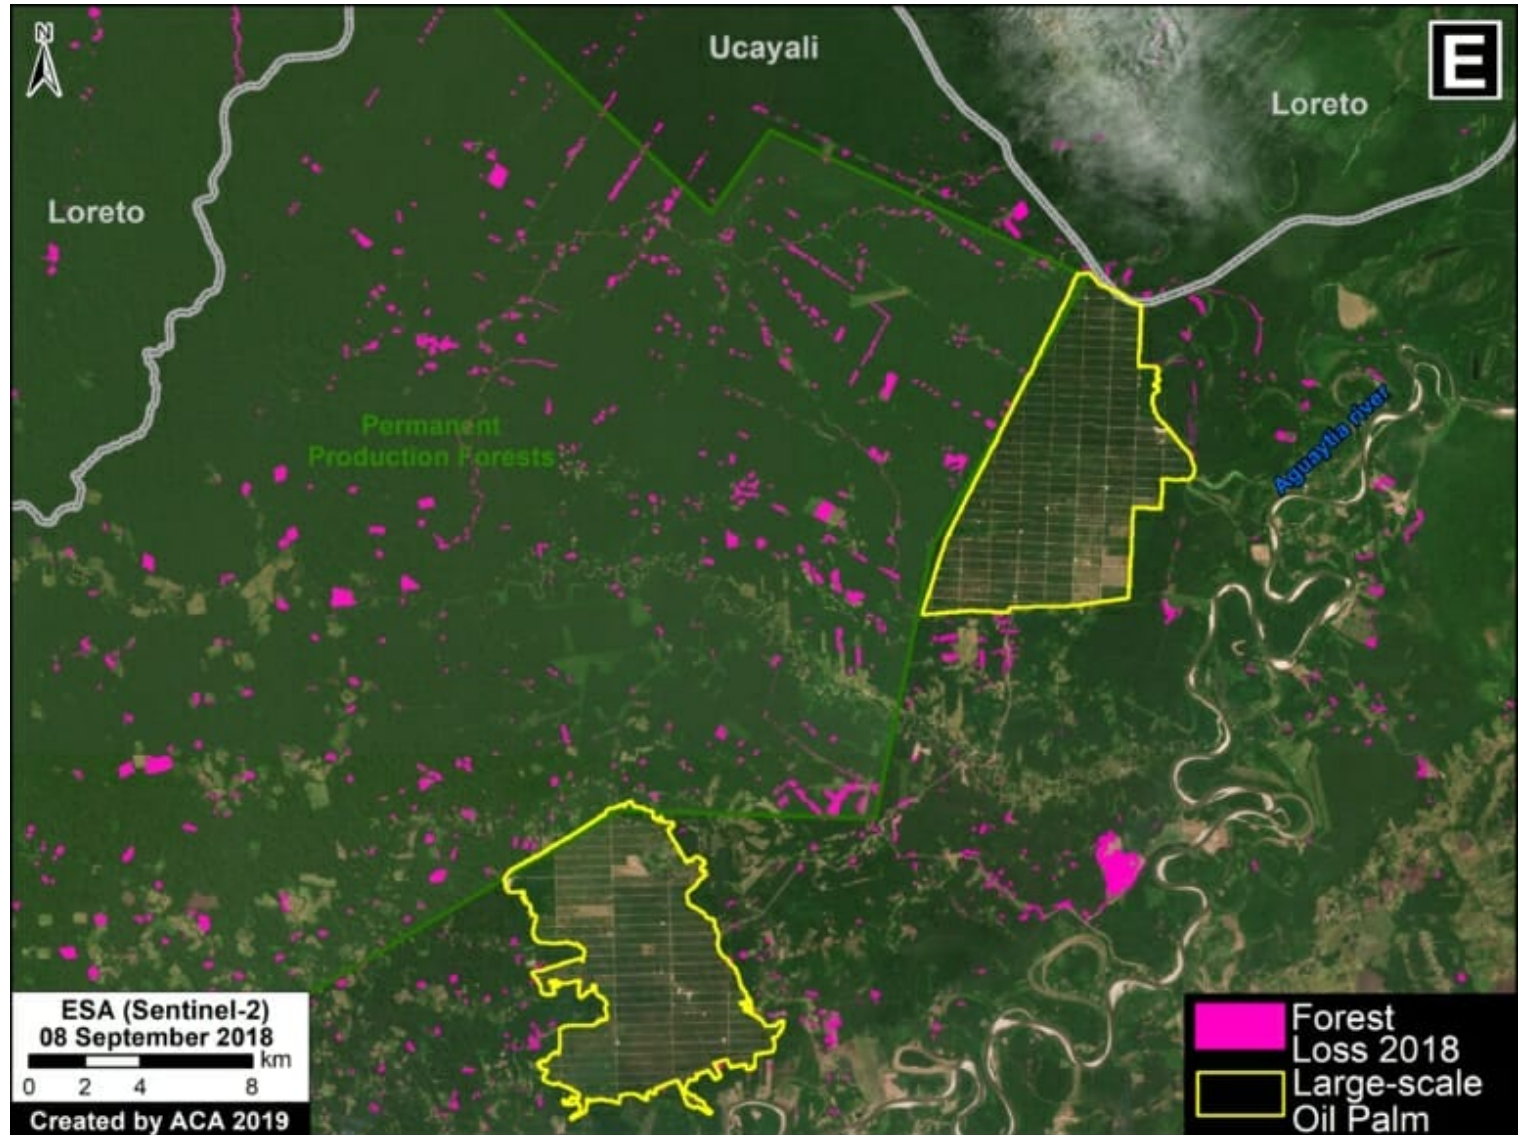 N
Ucayali
E
Loreto
Loreto
Permanent
Production Forests
Aguaytia river
ESA (Sentinel-2)
08 September 2018
km
0 2 4 8
Created by ACA 2019
Forest
Loss 2018
Large-scale
Oil Palm